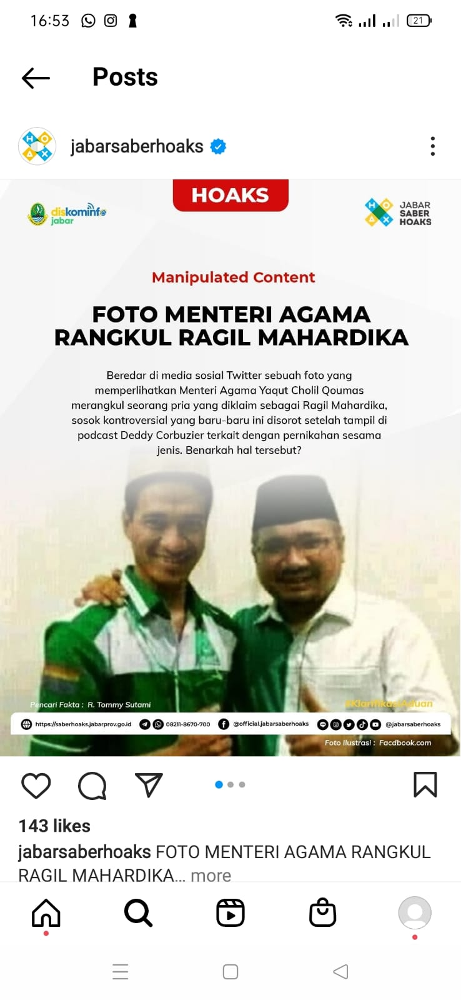 16:53
21
Posts
jabarsaberhoaks
HOAKS
diskominfo
jabar
H O A X
JABAR
SABER
HOAKS
Manipulated Content
FOTO MENTERI AGAMA
RANGKUL RAGIL MAHARDIKA
Beredar di media sosial Twitter sebuah foto yang
memperlihatkan Menteri Agama Yaqut Cholil Qoumas
merangkul seorang pria yang diklaim sebagai Ragil Mahardika,
sosok kontroversial yang baru-baru ini disorot setelah tampil di
podcast Deddy Corbuzier terkait dengan pernikahan sesama
jenis. Benarkah hal tersebut?
Pencari Fakta : R. Tommy Sutami
#KlarifikasiAduan
https://saberhoaks.jabarprov.go.id 08211-8670-700 @official.jabarsaberhoaks @jabarsaberhoaks
Foto Ilustrasi : Facdbook.com
143 likes
jabarsaberhoaks FOTO MENTERI AGAMA RANGKUL
RAGIL MAHARDIKA... more